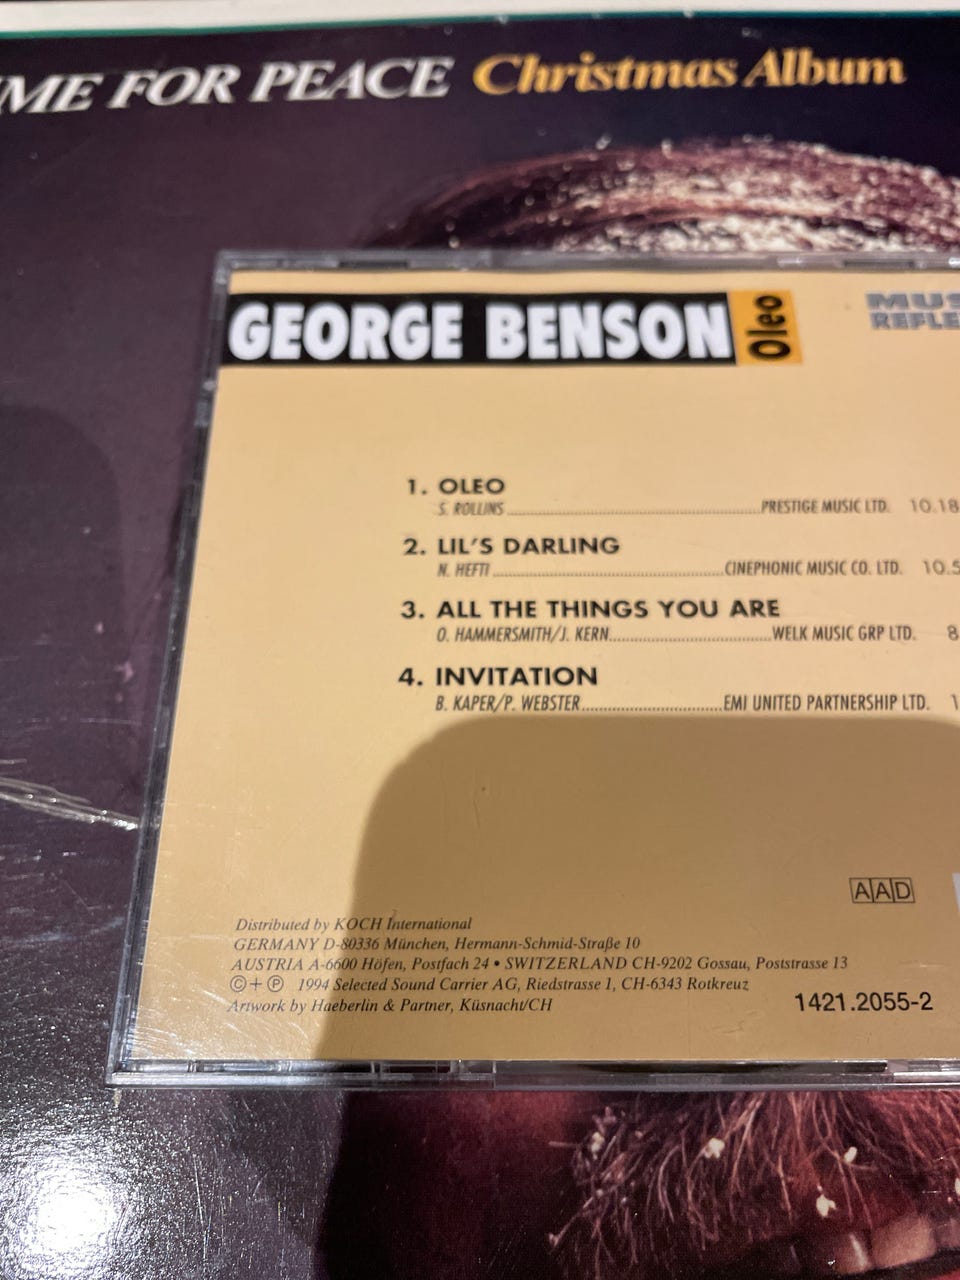 FOR PEACE Christmas Album
GEORGE BENSON Oleo
1. OLEO
S. ROLLINS PRESTIGE MUSIC LTD. 10.18
2. LIL'S DARLING
N. HEFTI CINEPHONIC MUSIC CO. LTD. 10.5
3. ALL THE THINGS YOU ARE
O. HAMMERSMITH/J. KERN WELK MUSIC GRP LTD. 8
4. INVITATION
B. KAPER/P. WEBSTER EMI UNITED PARTNERSHIP LTD. 1
AAD
Distributed by KOCH International
GERMANY D-80336 München, Hermann-Schmid-Straße 10
AUSTRIA A-6600 Höfen, Postfach 24 • SWITZERLAND CH-9202 Gossau, Poststrasse 13
©+℗ 1994 Selected Sound Carrier AG, Riedstrasse 1, CH-6343 Rotkreuz
Artwork by Haeberlin & Partner, Küsnacht/CH
1421.2055-2